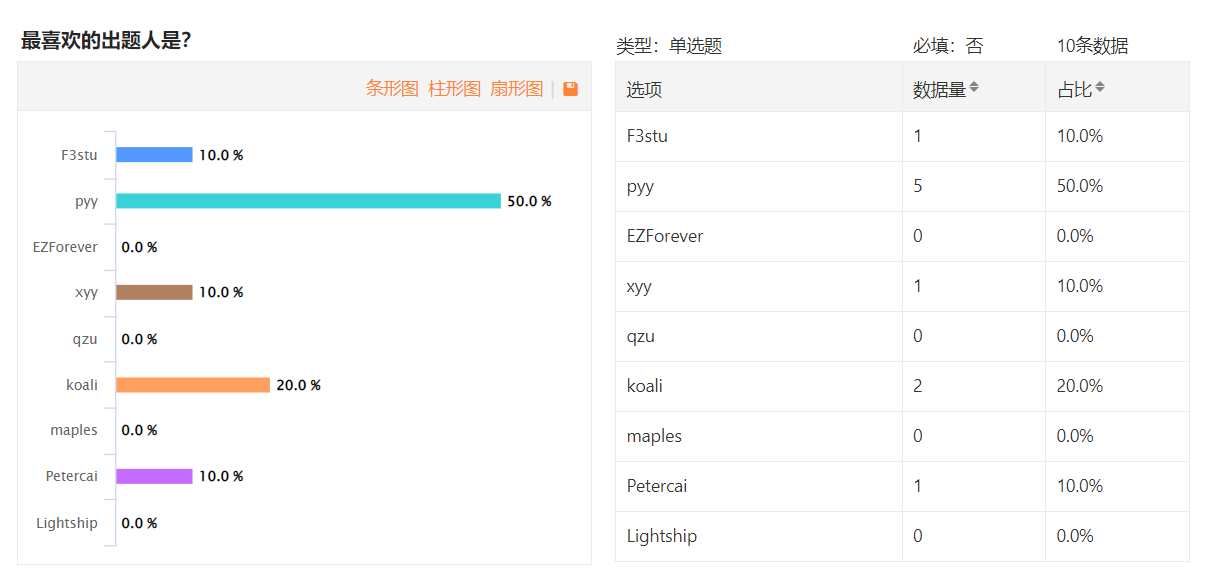 最喜欢的出题人是?
条形图 柱形图 扇形图
F3stu 10.0 %
pyy 50.0 %
EZForever 0.0 %
xyy 10.0 %
qzu 0.0 %
koali 20.0 %
maples 0.0 %
Petercai 10.0 %
Lightship 0.0 %
类型：单选题 必填：否 10条数据
选项 数据量 占比
F3stu 1 10.0%
pyy 5 50.0%
EZForever 0 0.0%
xyy 1 10.0%
qzu 0 0.0%
koali 2 20.0%
maples 0 0.0%
Petercai 1 10.0%
Lightship 0 0.0%